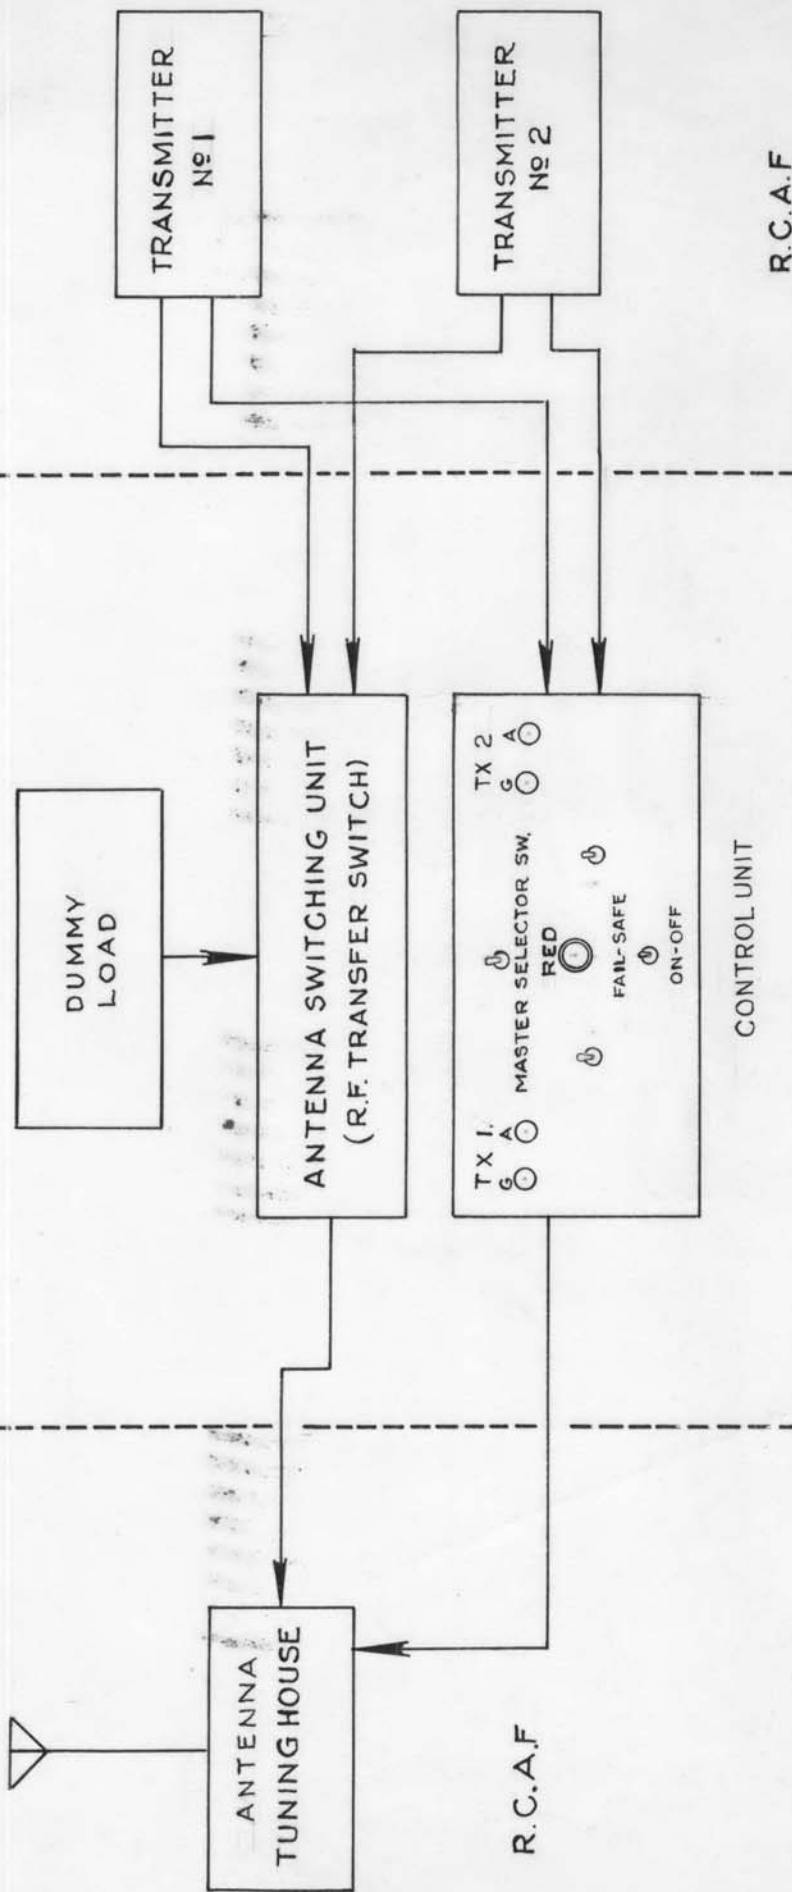 ANTENNA
TUNING HOUSE
R.C.A.F
DUMMY
LOAD
ANTENNA SWITCHING UNIT
(R.F. TRANSFER SWITCH)
TX 1.
G A
MASTER SELECTOR SW.
RED
TX 2
G A
FAIL-SAFE
ON-OFF
CONTROL UNIT
TRANSMITTER
Nº 1
TRANSMITTER
Nº 2
R.C.A.F